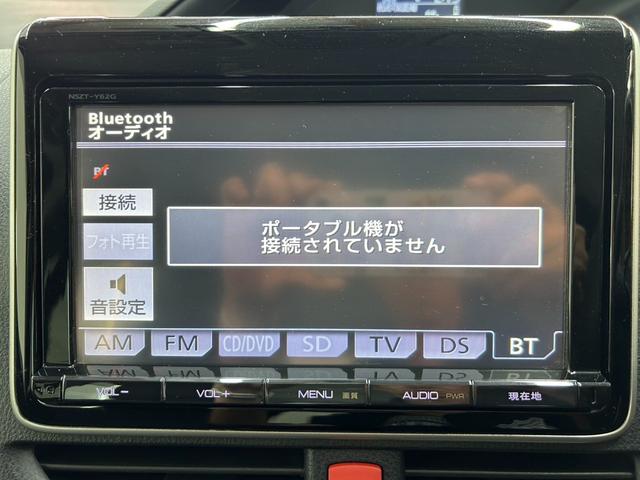 NSZT-Y62G
Bluetooth
オーディオ
BT
接続
フォト再生
音設定
ポータブル機が
接続されていません
AM FM CD/DVD SD TV DS BT
VOL− VOL+ MENU 画質 AUDIO PWR 現在地